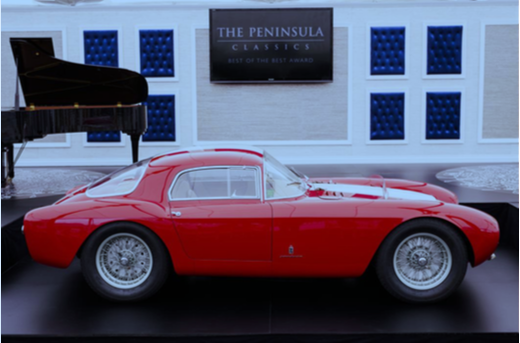 THE PENINSULA
CLASSICS
BEST OF THE BEST AWARD